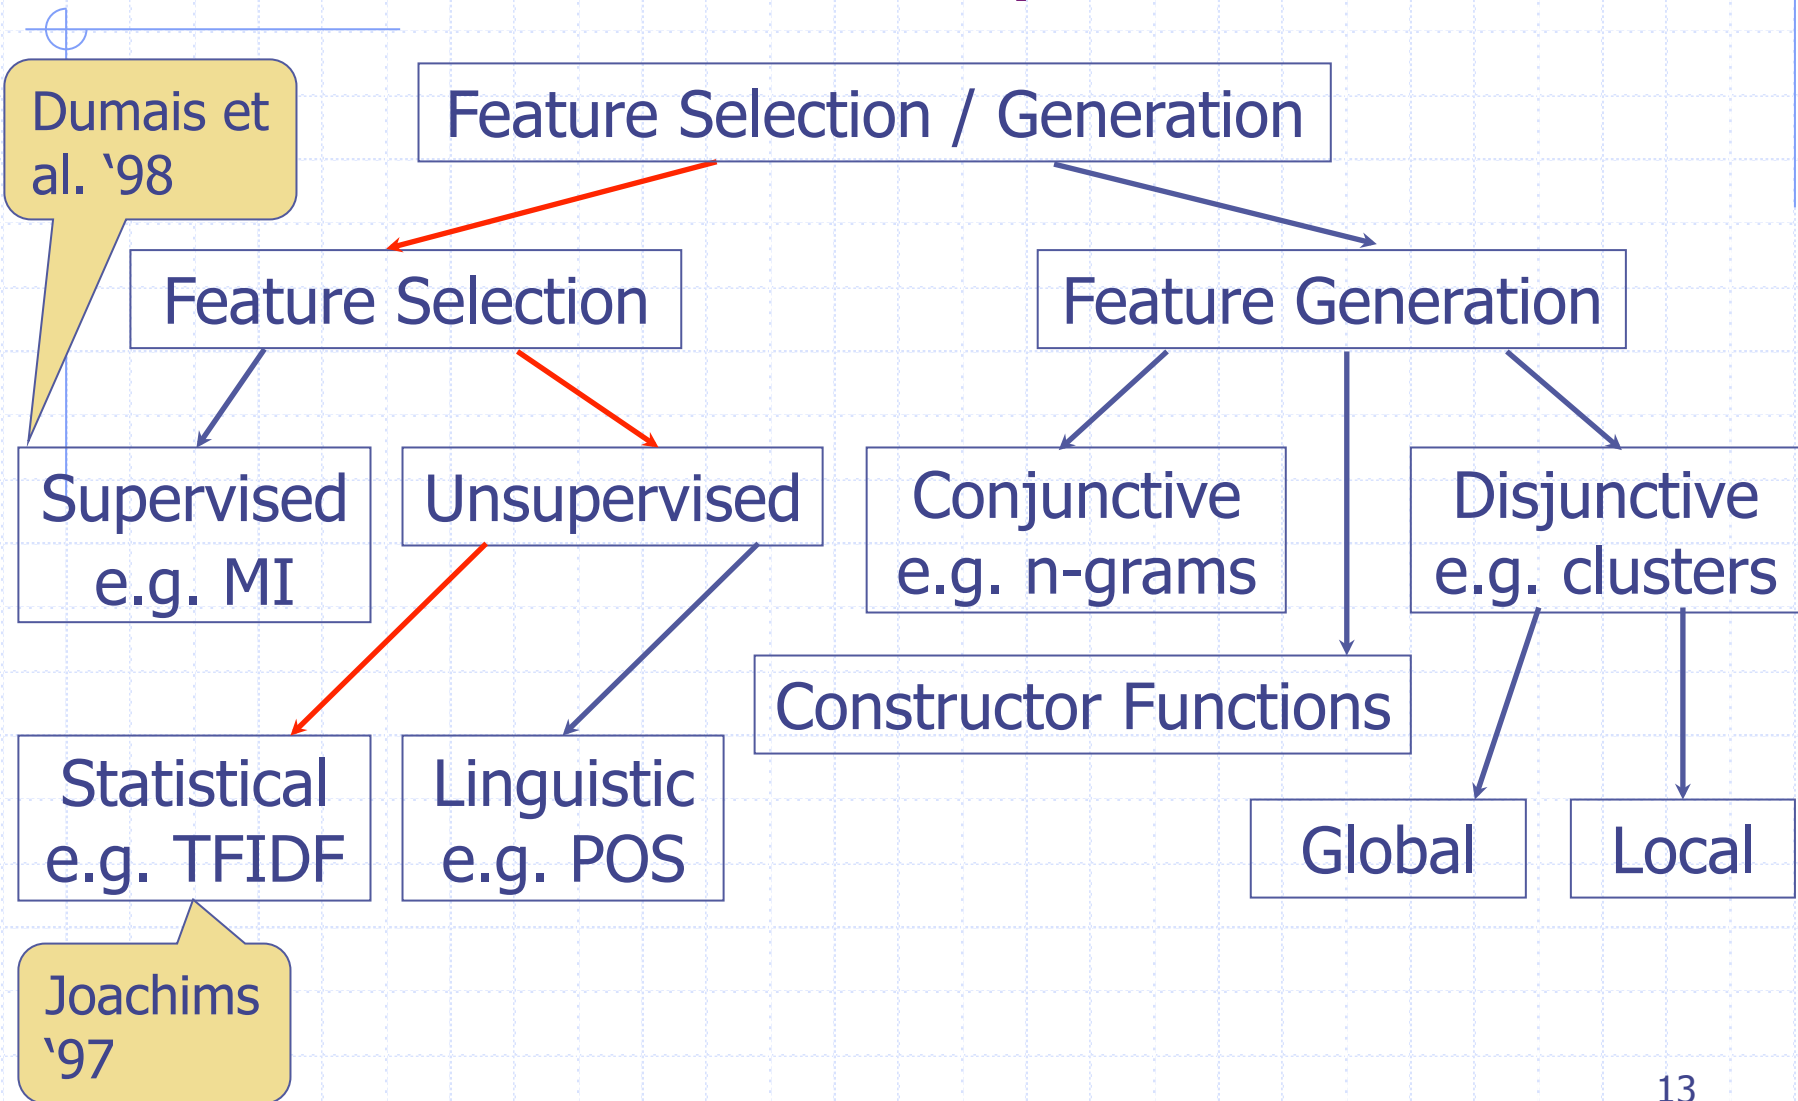 Dumais et
al. ‘98
Feature Selection / Generation
Feature Selection
Feature Generation
Supervised
e.g. MI
Unsupervised
Conjunctive
e.g. n-grams
Disjunctive
e.g. clusters
Constructor Functions
Statistical
e.g. TFIDF
Linguistic
e.g. POS
Global
Local
Joachims
‘97
13